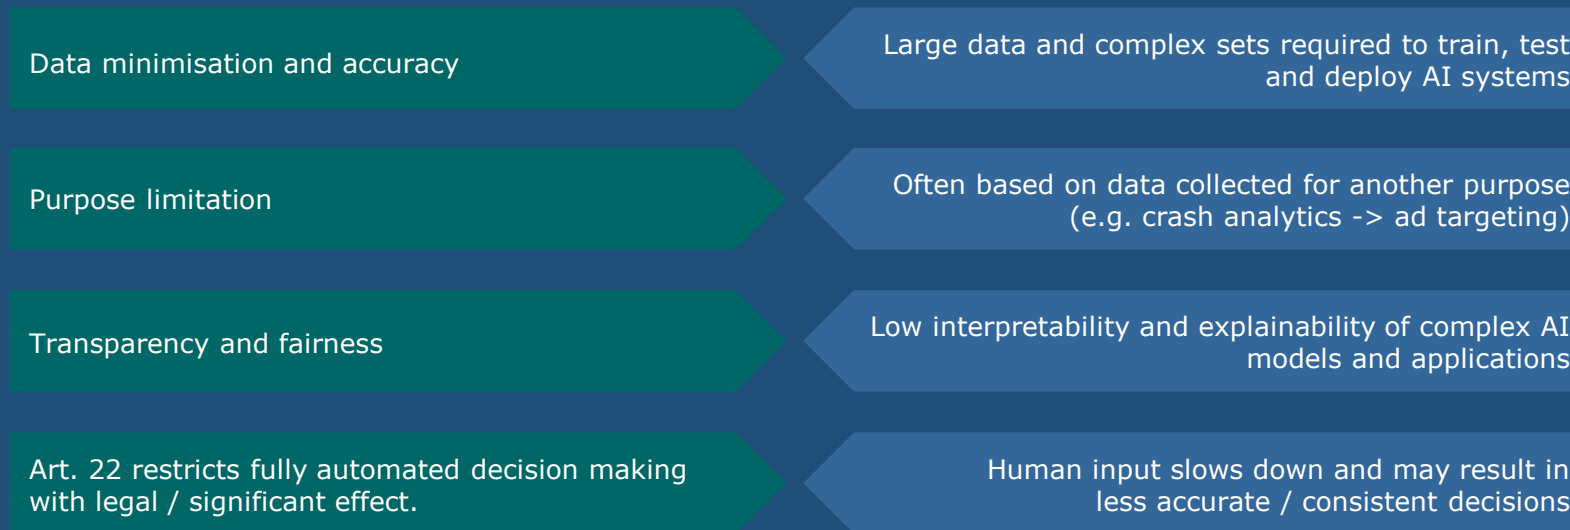 Data minimisation and accuracy
Large data and complex sets required to train, test
and deploy AI systems
Purpose limitation
Often based on data collected for another purpose
(e.g. crash analytics -> ad targeting)
Transparency and fairness
Low interpretability and explainability of complex AI
models and applications
Art. 22 restricts fully automated decision making
with legal / significant effect.
Human input slows down and may result in
less accurate / consistent decisions